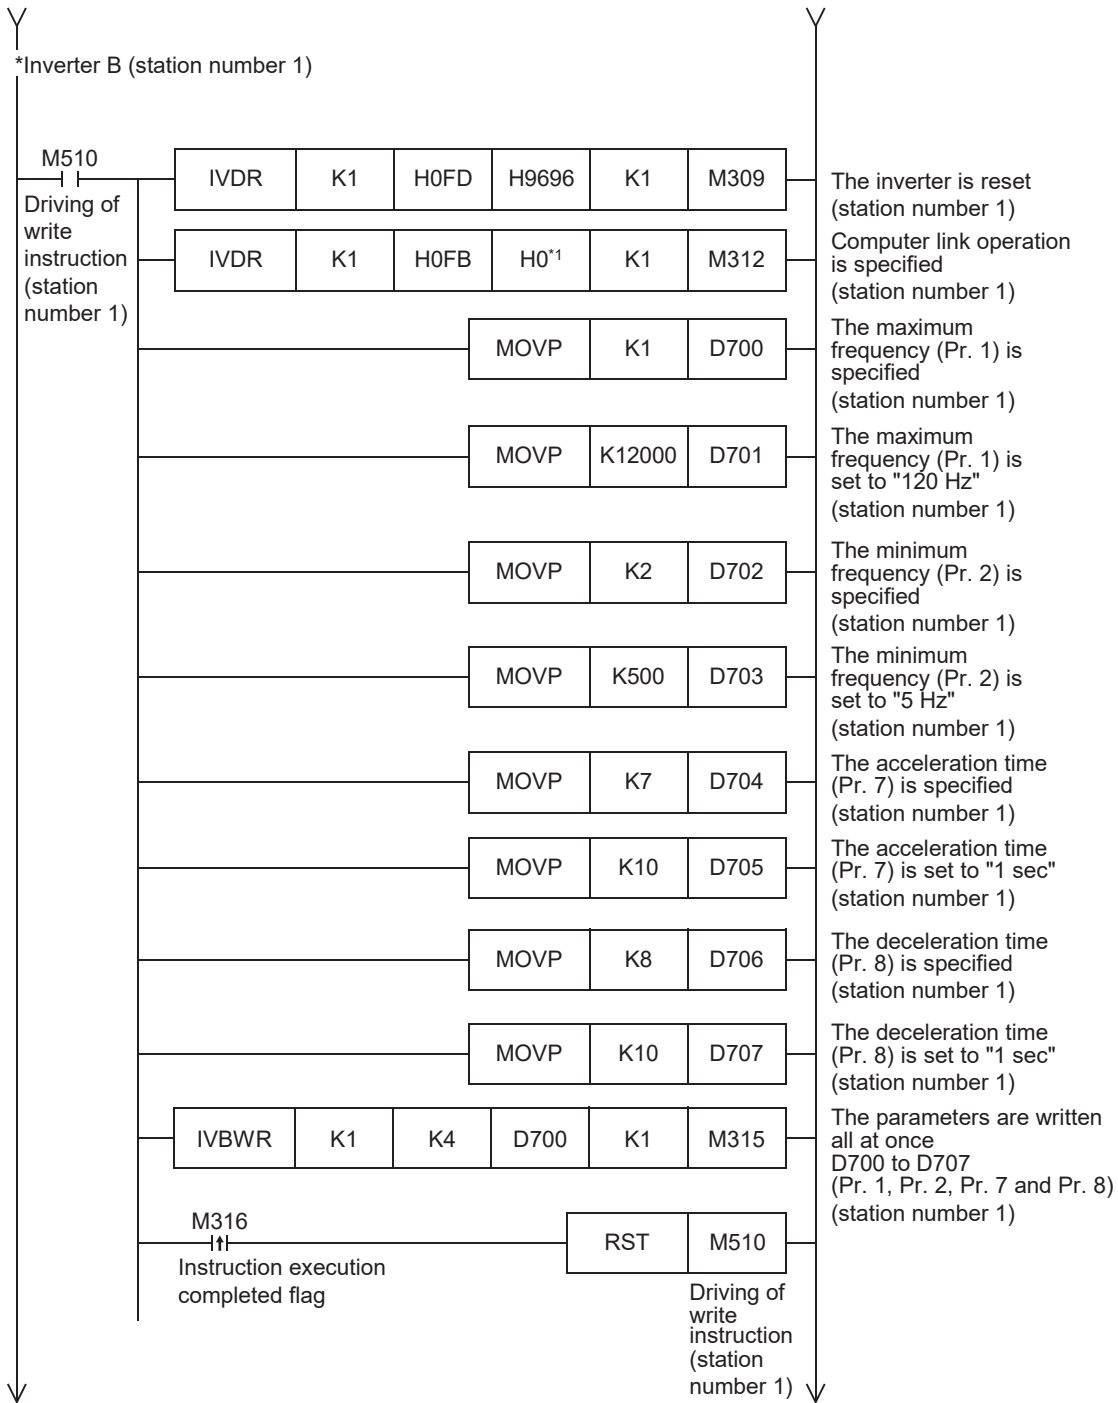 *Inverter B (station number 1)
M510
Driving of
write
instruction
(station
number 1)
IVDR K1 H0FD H9696 K1 M309
The inverter is reset
(station number 1)
IVDR K1 H0FB H0*1 K1 M312
Computer link operation
is specified
(station number 1)
MOVP K1 D700
The maximum
frequency (Pr. 1) is
specified
(station number 1)
MOVP K12000 D701
The maximum
frequency (Pr. 1) is
set to "120 Hz"
(station number 1)
MOVP K2 D702
The minimum
frequency (Pr. 2) is
specified
(station number 1)
MOVP K500 D703
The minimum
frequency (Pr. 2) is
set to "5 Hz"
(station number 1)
MOVP K7 D704
The acceleration time
(Pr. 7) is specified
(station number 1)
MOVP K10 D705
The acceleration time
(Pr. 7) is set to "1 sec"
(station number 1)
MOVP K8 D706
The deceleration time
(Pr. 8) is specified
(station number 1)
MOVP K10 D707
The deceleration time
(Pr. 8) is set to "1 sec"
(station number 1)
IVBWR K1 K4 D700 K1 M315
The parameters are written
all at once
D700 to D707
(Pr. 1, Pr. 2, Pr. 7 and Pr. 8)
(station number 1)
M316
Instruction execution
completed flag
RST M510
Driving of
write
instruction
(station
number 1)